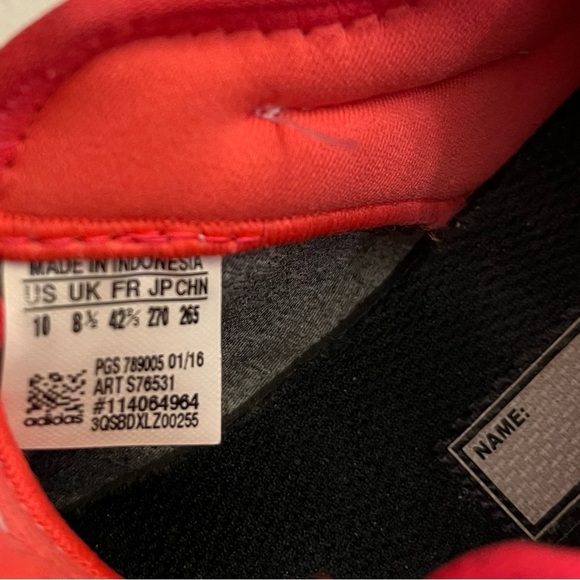 MADE IN INDONESIA
US UK FR JP CHN
10 8½ 42⅔ 270 265
PGS 789005 01/16
ART S76531
#114064964
adidas 3QSBDXLZ00255
NAME: